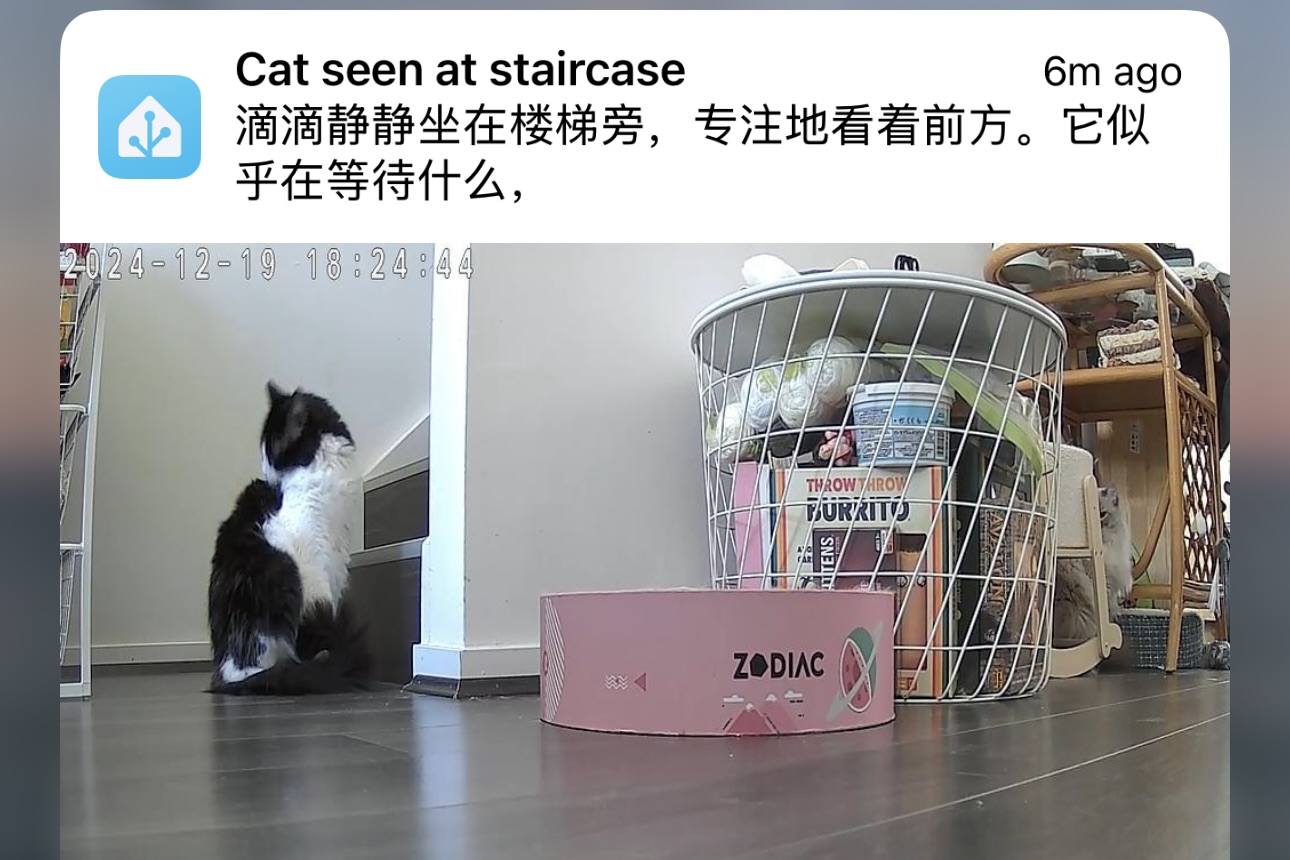 Cat seen at staircase
6m ago
滴滴静静坐在楼梯旁，专注地看着前方。它似
乎在等待什么，
2024-12-19 18:24:44
THROW THROW
BURRITO
ZODIAC